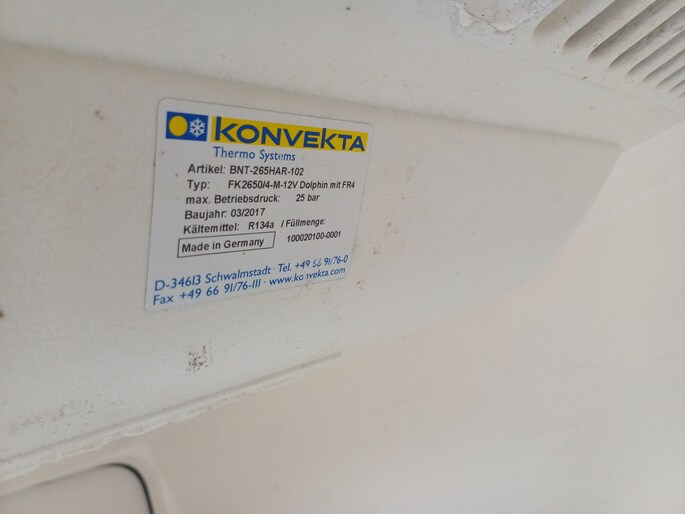 KONVEKTA
Thermo Systems
Artikel: BNT-265HAR-102
Typ: FK2650/4-M-12V Dolphin mit FR4
max. Betriebsdruck: 25 bar
Baujahr: 03/2017
Kältemittel: R134a / Füllmenge:
Made in Germany 100020100-0001
D-34613 Schwalmstadt · Tel. +49 66 91/76-0
Fax +49 66 91/76-111 · www.konvekta.com